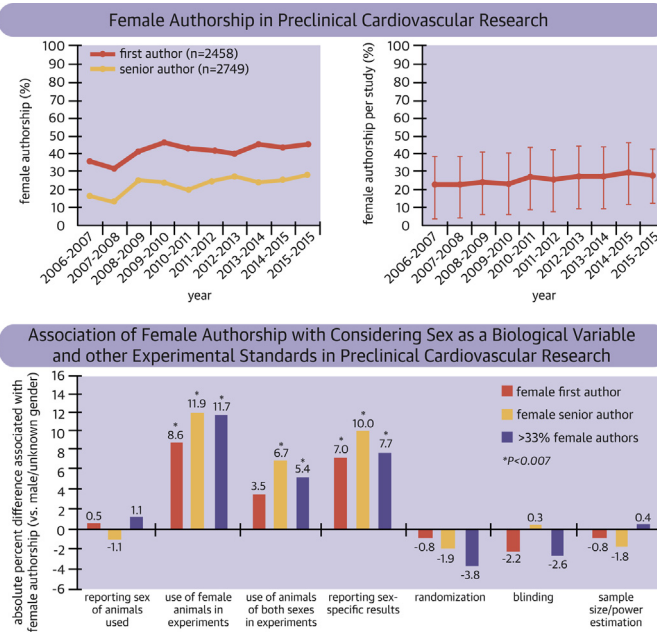 Female Authorship in Preclinical Cardiovascular Research
female authorship (%)
100
90
80
70
60
50
40
30
20
10
0
first author (n=2458)
senior author (n=2749)
2006-2007
2007-2008
2008-2009
2009-2010
2010-2011
2011-2012
2012-2013
2013-2014
2014-2015
2015-2015
year
female authorship per study (%)
100
90
80
70
60
50
40
30
20
10
0
2006-2007
2007-2008
2008-2009
2009-2010
2010-2011
2011-2012
2012-2013
2013-2014
2014-2015
2015-2015
year
Association of Female Authorship with Considering Sex as a Biological Variable
and other Experimental Standards in Preclinical Cardiovascular Research
absolute percent difference associated with
female authorship (vs. male/unknown gender)
16
14
12
10
8
6
4
2
0
-2
-4
-6
female first author
female senior author
>33% female authors
*P<0.007
0.5
-1.1
1.1
*
8.6
*
11.9
*
11.7
3.5
*
6.7
*
5.4
*
7.0
*
10.0
*
7.7
-0.8
-1.9
-3.8
-2.2
0.3
-2.6
-0.8
-1.8
0.4
reporting sex
of animals
used
use of female
animals in
experiments
use of animals
of both sexes
in experiments
reporting sex-
specific results
randomization
blinding
sample
size/power
estimation